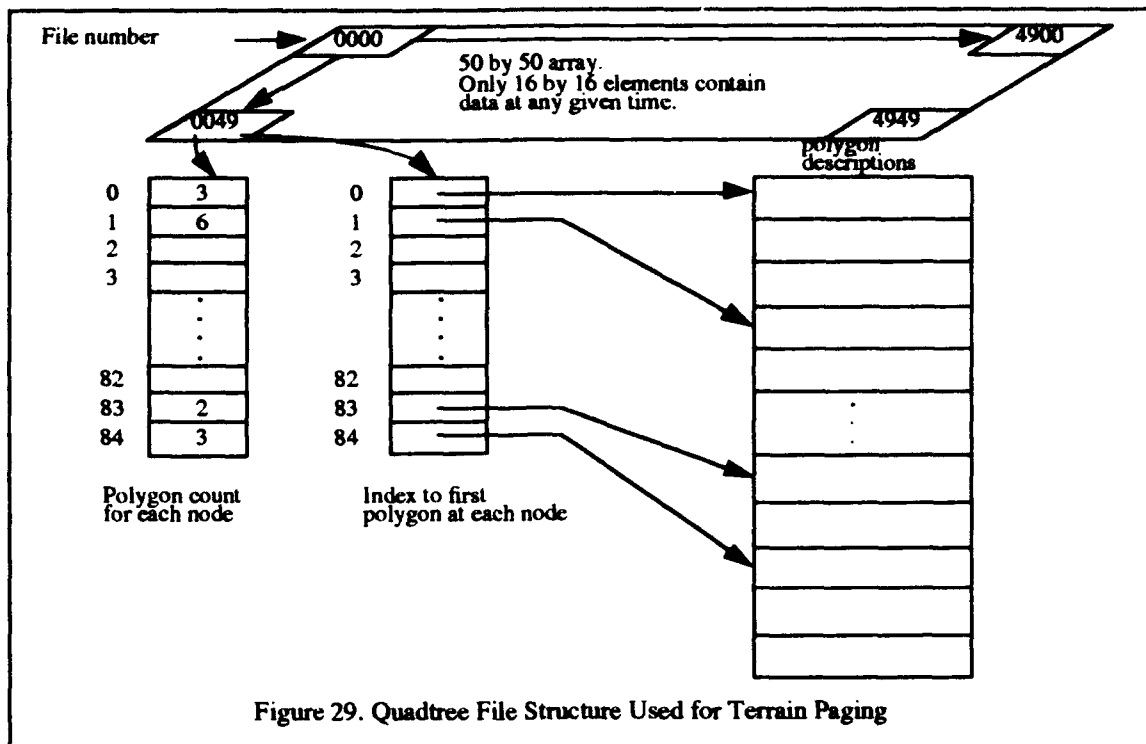 File number
0000
4900
50 by 50 array.
Only 16 by 16 elements contain
data at any given time.
0049
4949
polygon
descriptions
0 3
1 6
2
3
82
83 2
84 3
0
1
2
3
82
83
84
Polygon count
for each node
Index to first
polygon at each node
Figure 29. Quadtree File Structure Used for Terrain Paging